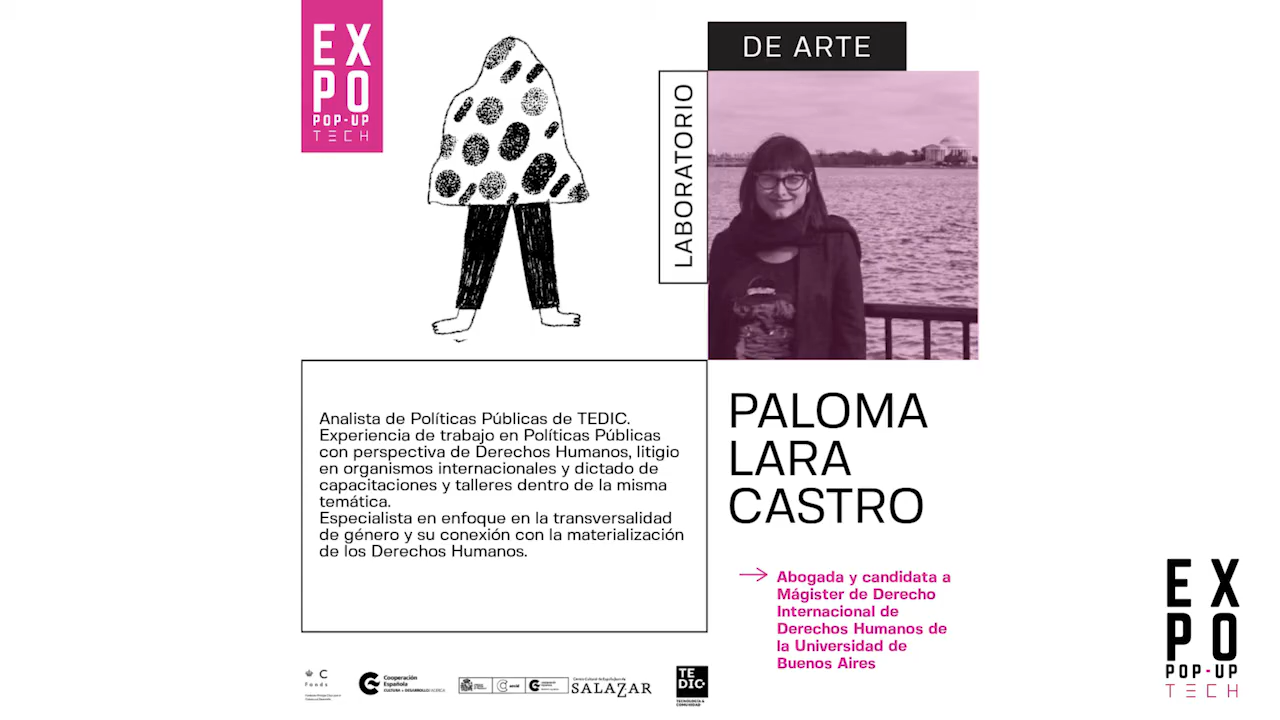 EXPO
POP-UP
TECH
DE ARTE
LABORATORIO
Analista de Políticas Públicas de TEDIC.
Experiencia de trabajo en Políticas Públicas
con perspectiva de Derechos Humanos, litigio
en organismos internacionales y dictado de
capacitaciones y talleres dentro de la misma
temática.
Especialista en enfoque en la transversalidad
de género y su conexión con la materialización
de los Derechos Humanos.
PALOMA
LARA
CASTRO
Abogada y candidata a
Mágister de Derecho
Internacional de
Derechos Humanos de
la Universidad de
Buenos Aires
Cooperación
Española
SALAZAR
TEDIC
TECNOLOGÍA &
COMUNIDAD
EXPO
POP-UP
TECH